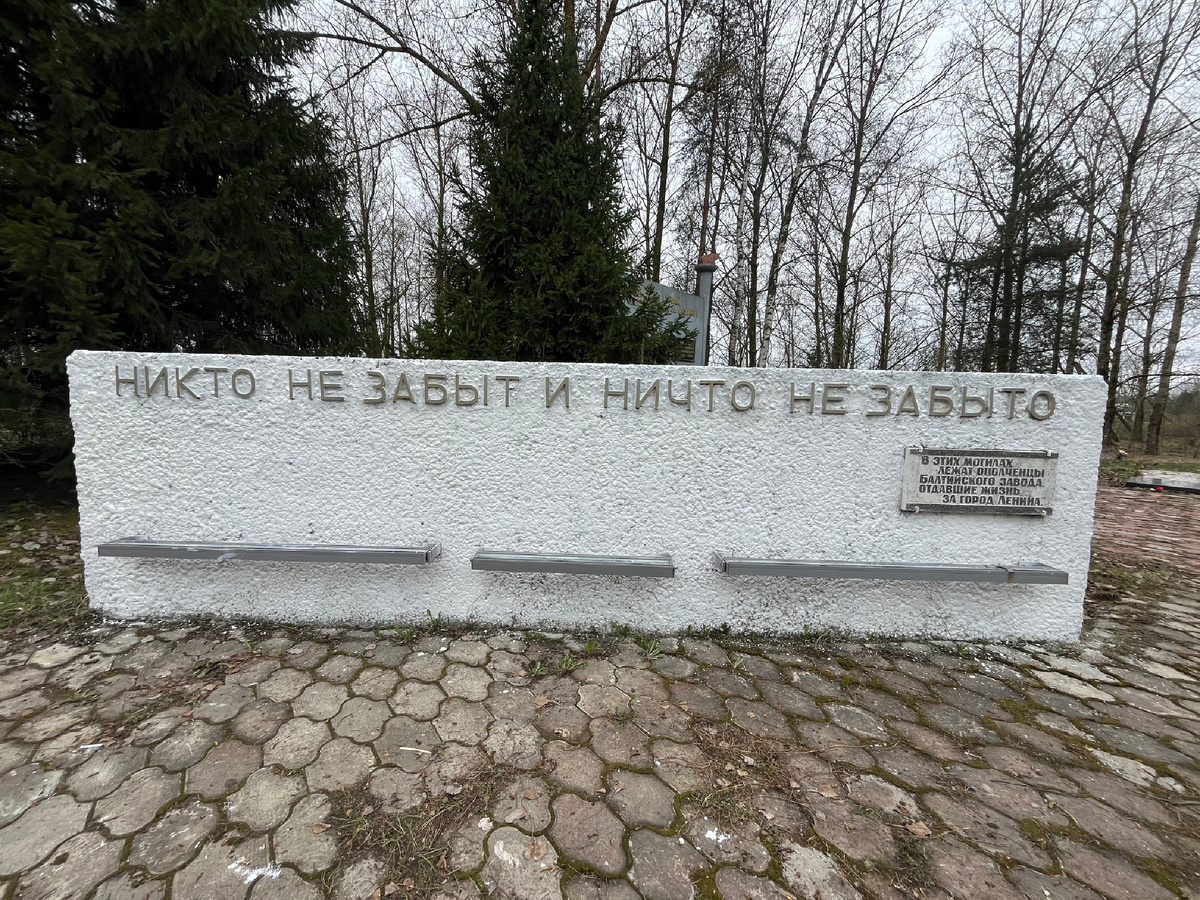 НИКТО НЕ ЗАБЫТ И НИЧТО НЕ ЗАБЫТО
В ЭТИХ МОГИЛАХ
ЛЕЖАТ ОПОЛЧЕНЦЫ
БАЛТИЙСКОГО ЗАВОДА
ОТДАВШИЕ ЖИЗНЬ
ЗА ГОРОД ЛЕНИНА.